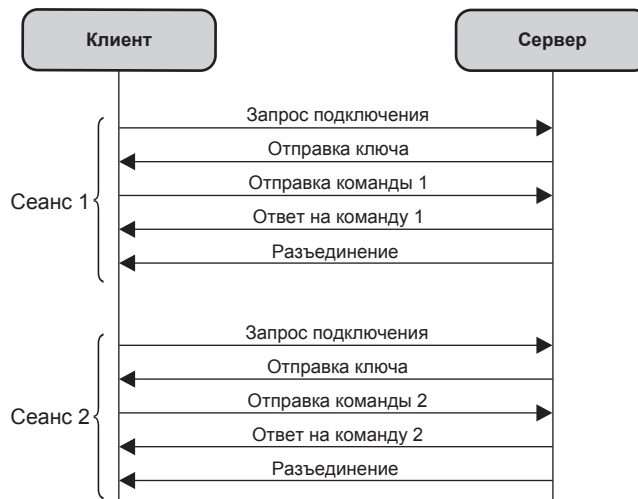 Клиент
Сервер
Запрос подключения
Отправка ключа
Отправка команды 1
Ответ на команду 1
Разъединение
Сеанс 1
Запрос подключения
Отправка ключа
Отправка команды 2
Ответ на команду 2
Разъединение
Сеанс 2